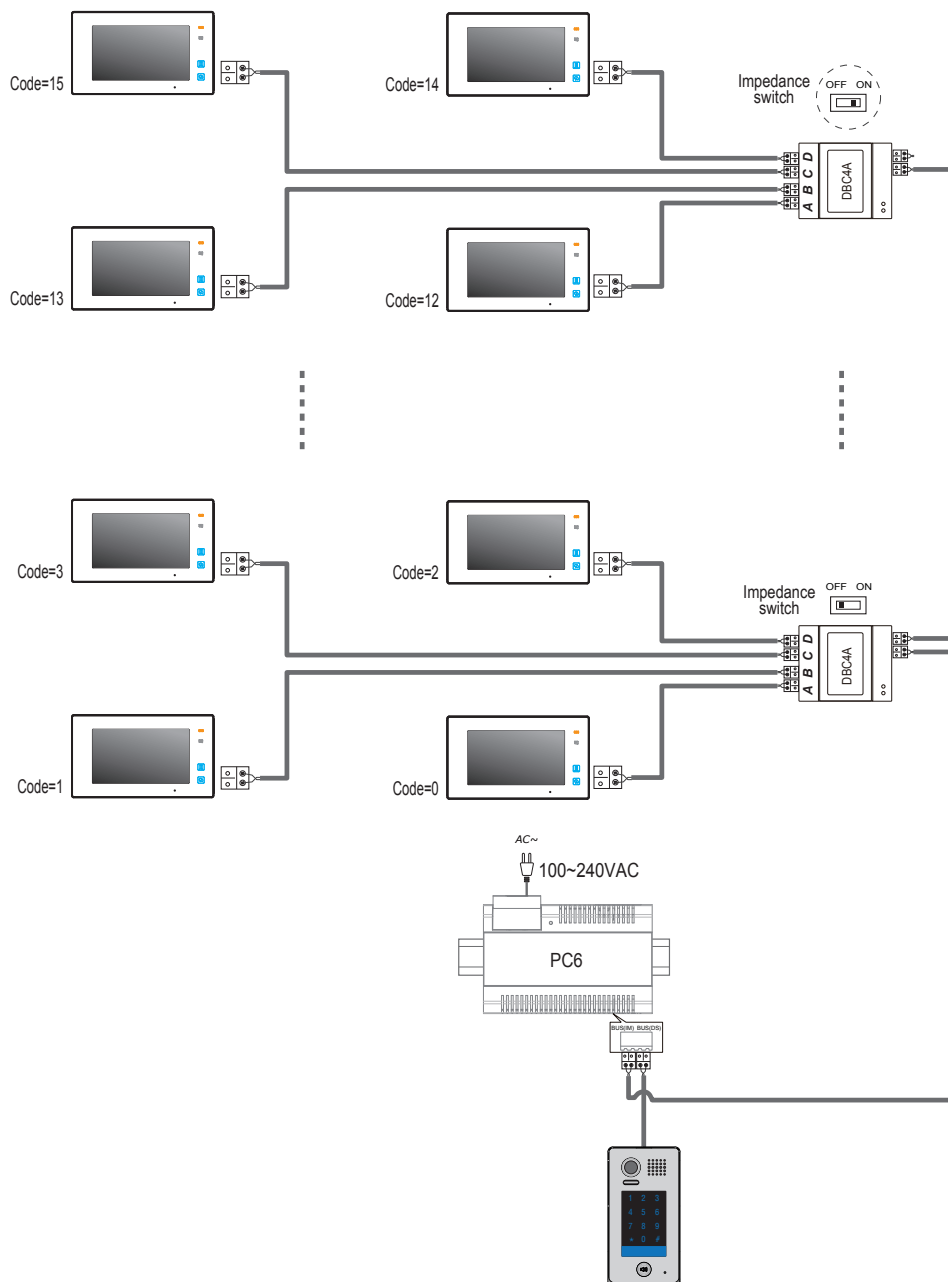 Code=15
Code=14
Impedance
switch
OFF ON
D
C
B
A
DBC4A
Code=13
Code=12
Code=3
Code=2
Impedance
switch
OFF ON
D
C
B
A
DBC4A
Code=1
Code=0
AC~
100~240VAC
PC6
BUS(IM) BUS(DS)
1 2 3
4 5 6
7 8 9
* 0 #